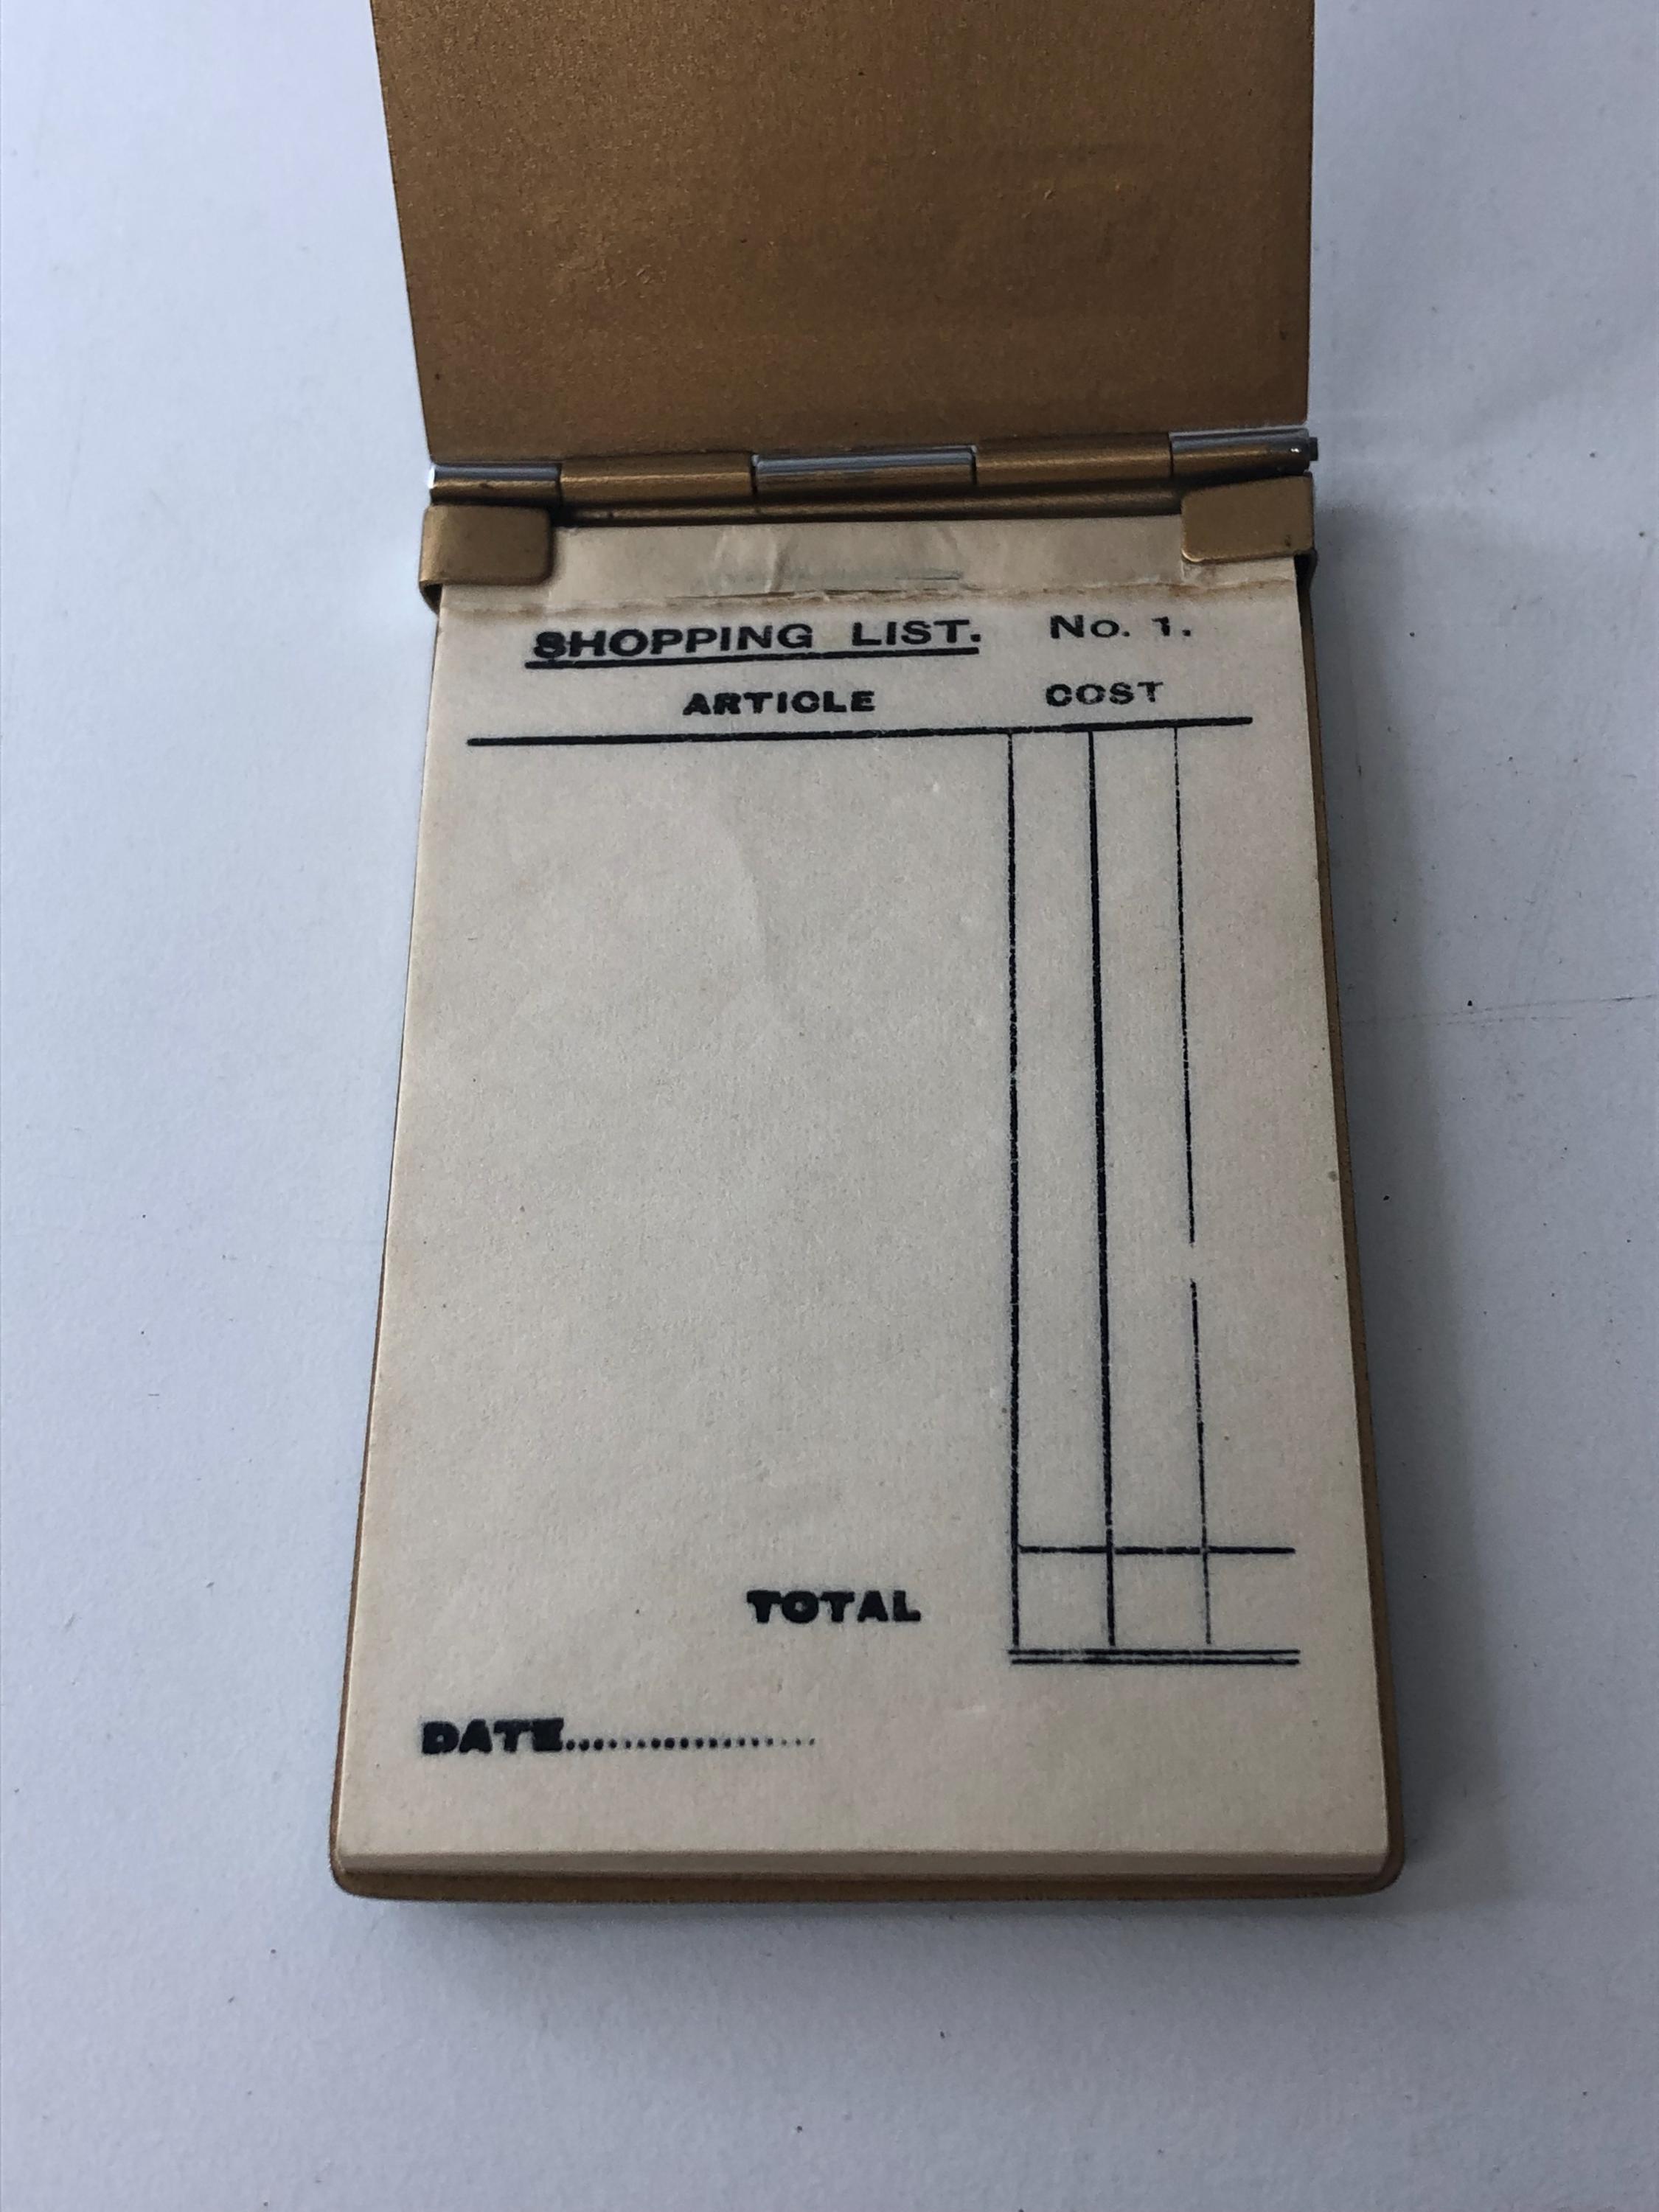 SHOPPING LIST. No. 1.
ARTICLE COST
TOTAL
DATE....................